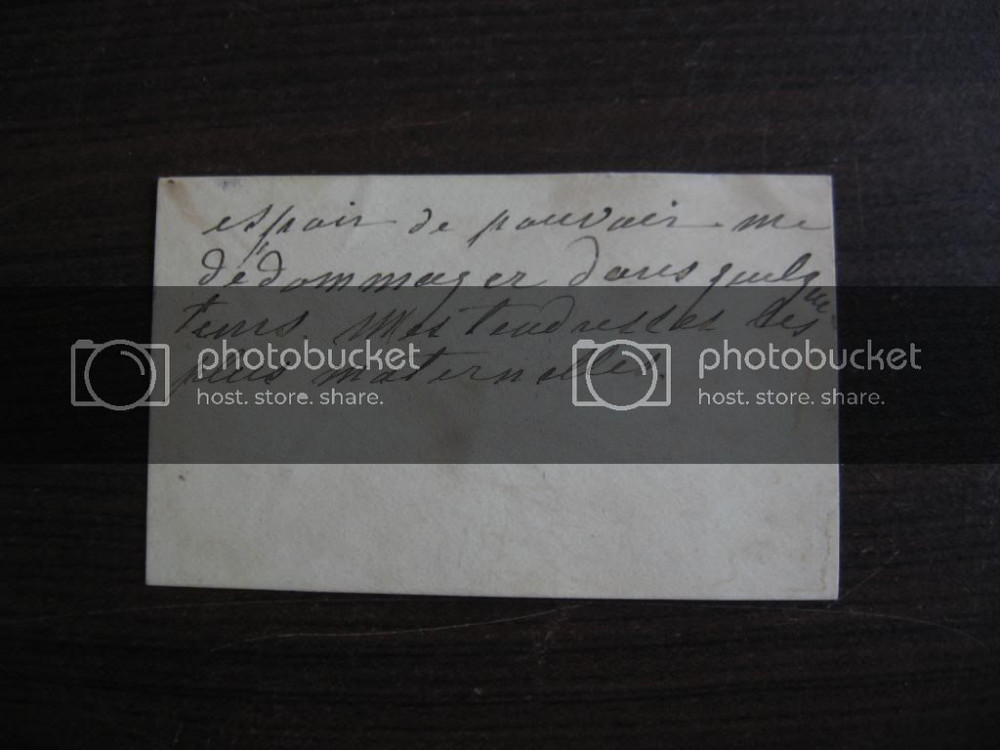 espoir de pouvoir me
dédommager dans quelque
tems. Mes tendresses les
plus maternelles.
photobucket photobucket
host. store. share. host. store. share.